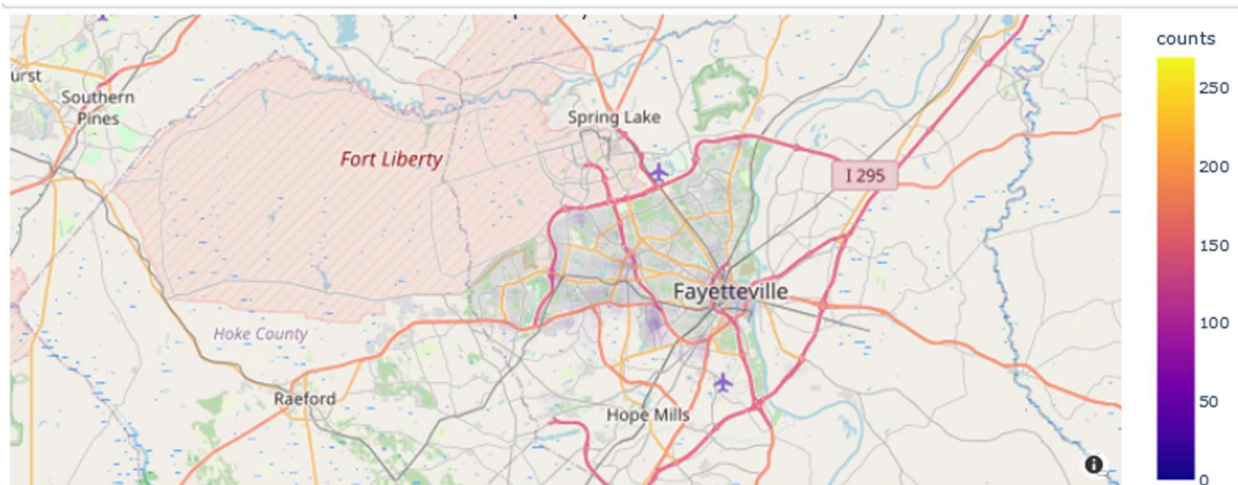 counts
urst
Southern
Pines
Spring Lake
250
Fort Liberty
I 295
200
150
Fayetteville
Hoke County
100
Raeford
Hope Mills
50
i
0